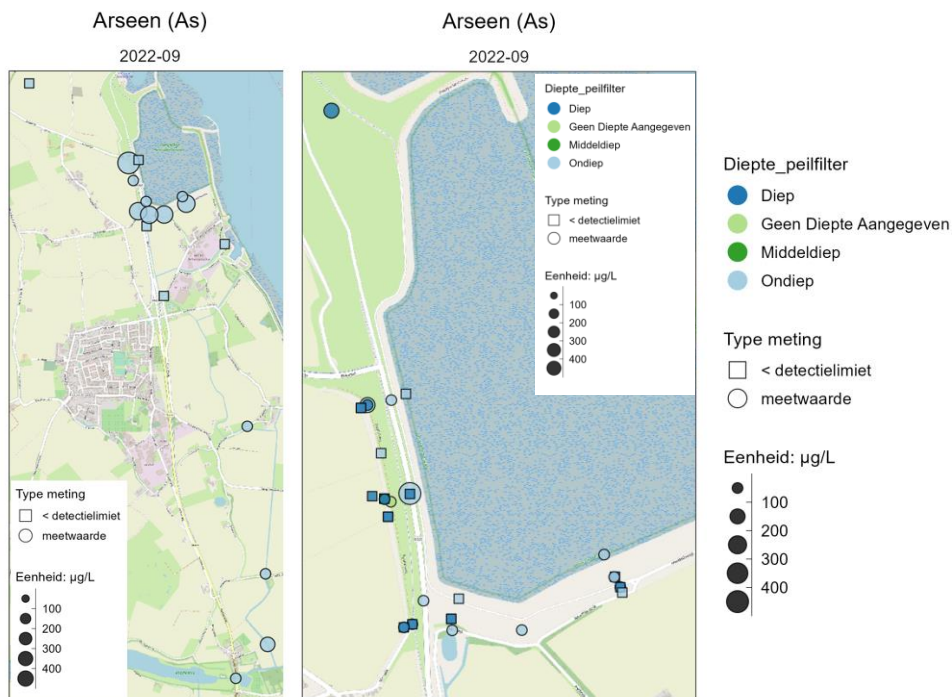 Arseen (As)
2022-09
Type meting
< detectielimiet
meetwaarde
Eenheid: µg/L
100
200
300
400
Arseen (As)
2022-09
Diepte_peilfilter
Diep
Geen Diepte Aangegeven
Middeldiep
Ondiep
Type meting
< detectielimiet
meetwaarde
Eenheid: µg/L
100
200
300
400
Diepte_peilfilter
Diep
Geen Diepte Aangegeven
Middeldiep
Ondiep
Type meting
< detectielimiet
meetwaarde
Eenheid: µg/L
100
200
300
400